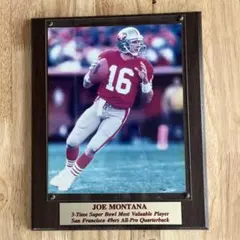 16
JOE MONTANA
3-Time Super Bowl Most Valuable Player
San Francisco 49ers All-Pro Quarterback